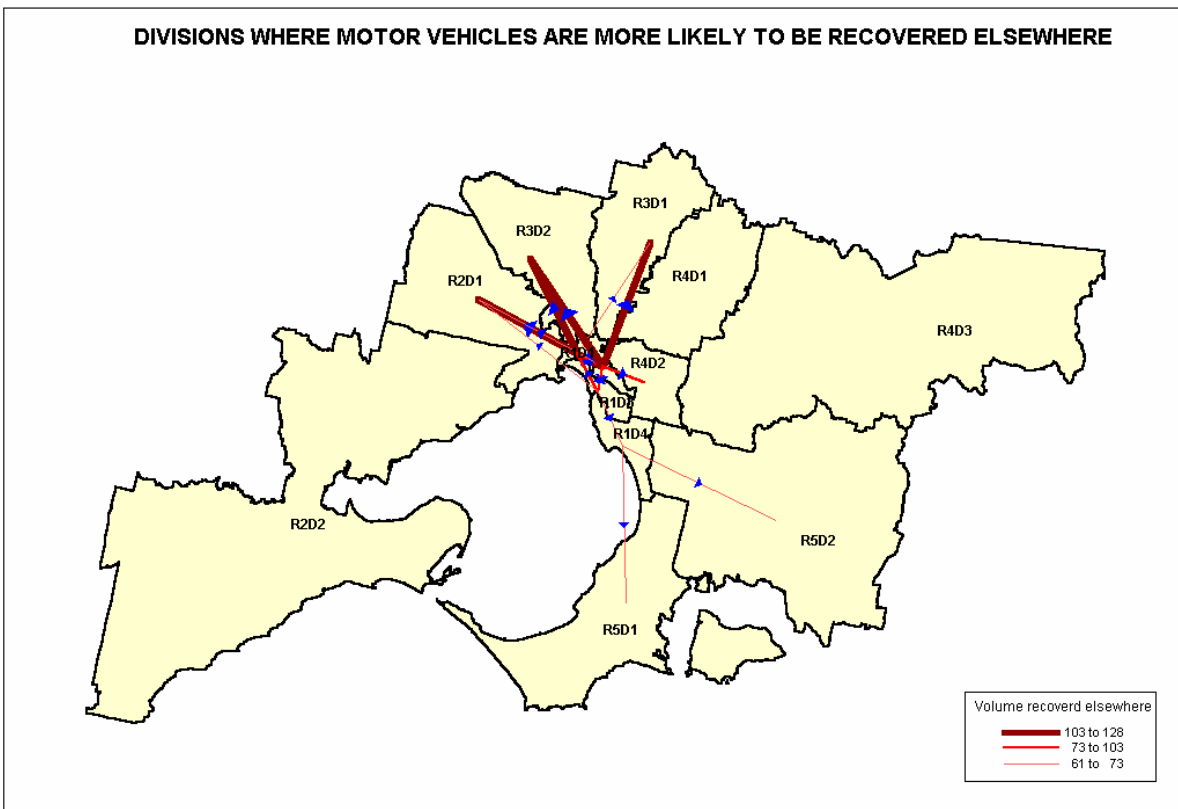 DIVISIONS WHERE MOTOR VEHICLES ARE MORE LIKELY TO BE RECOVERED ELSEWHERE
R3D1
R3D2
R4D1
R2D1
R4D3
R4D2
R1D4
R2D2
R5D2
R5D1
Volume recoverd elsewhere
103 to 128
73 to 103
61 to 73